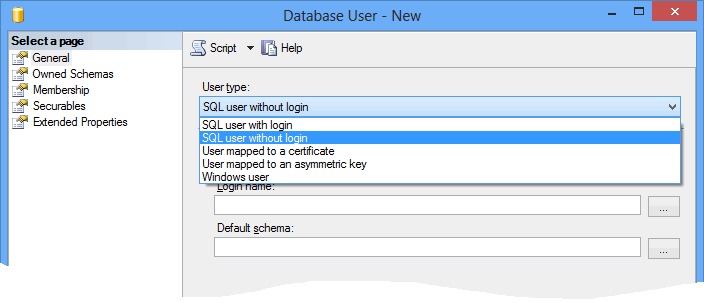 Database User - New
Select a page
General
Owned Schemas
Membership
Securables
Extended Properties
Script
Help
User type:
SQL user without login
SQL user with login
SQL user without login
User mapped to a certificate
User mapped to an asymmetric key
Windows user
Login name:
...
Default schema:
...